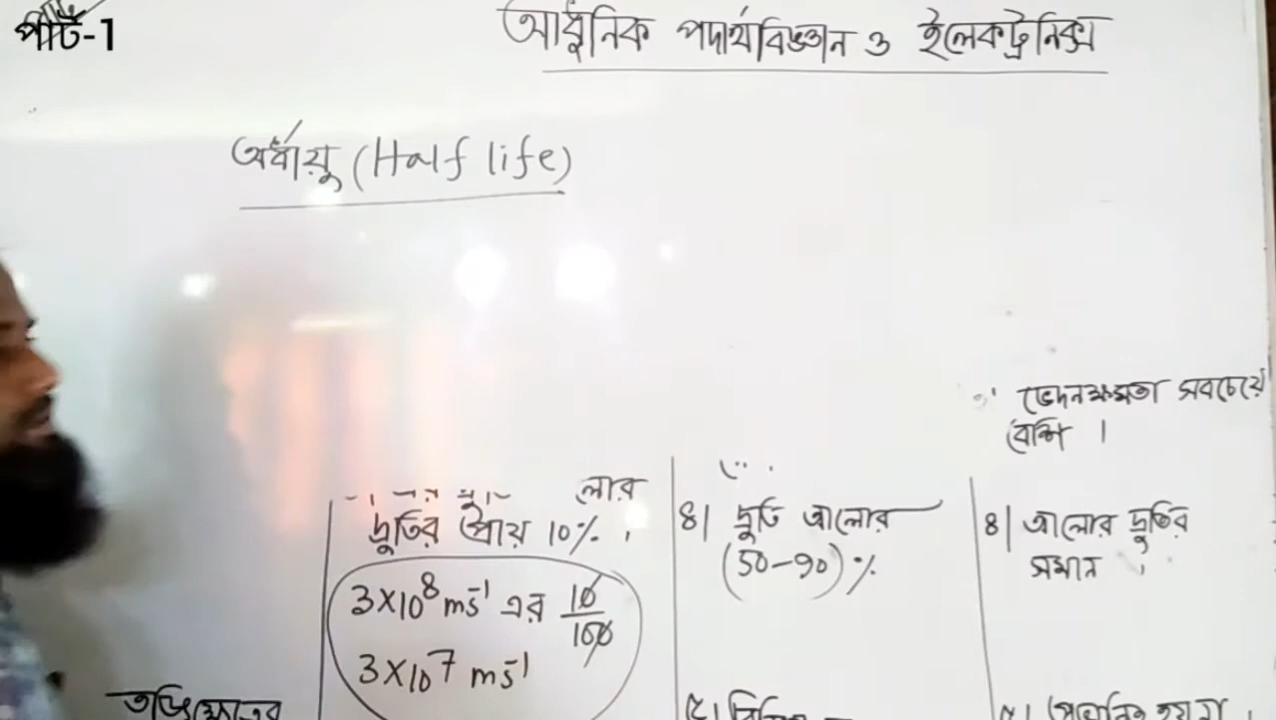 পার্ট-1
আধুনিক পদার্থবিজ্ঞান ও ইলেকট্রনিক্স
অর্ধায়ু (Half life)
ভেদনক্ষমতা সবচেয়ে
বেশি ।
লোর
দ্রুতির প্রায় 10% ।
3×10⁸ ms⁻¹ এর 10/100
3×10⁷ ms⁻¹
৪| দ্রুতি আলোর
(50-90)%
৪| আলোর দ্রুতির
সমান ।